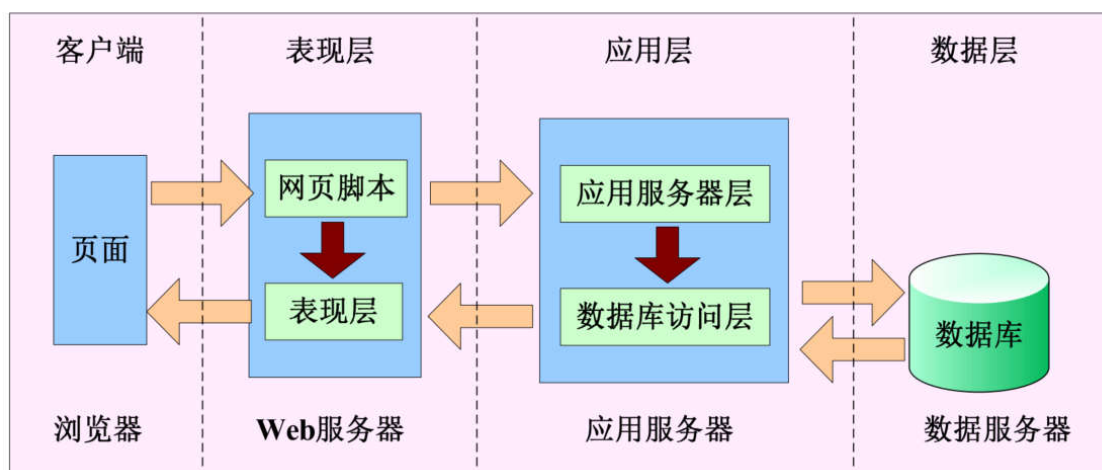 客户端
表现层
应用层
数据层
网页脚本
应用服务器层
页面
表现层
数据库访问层
数据库
浏览器
Web服务器
应用服务器
数据服务器